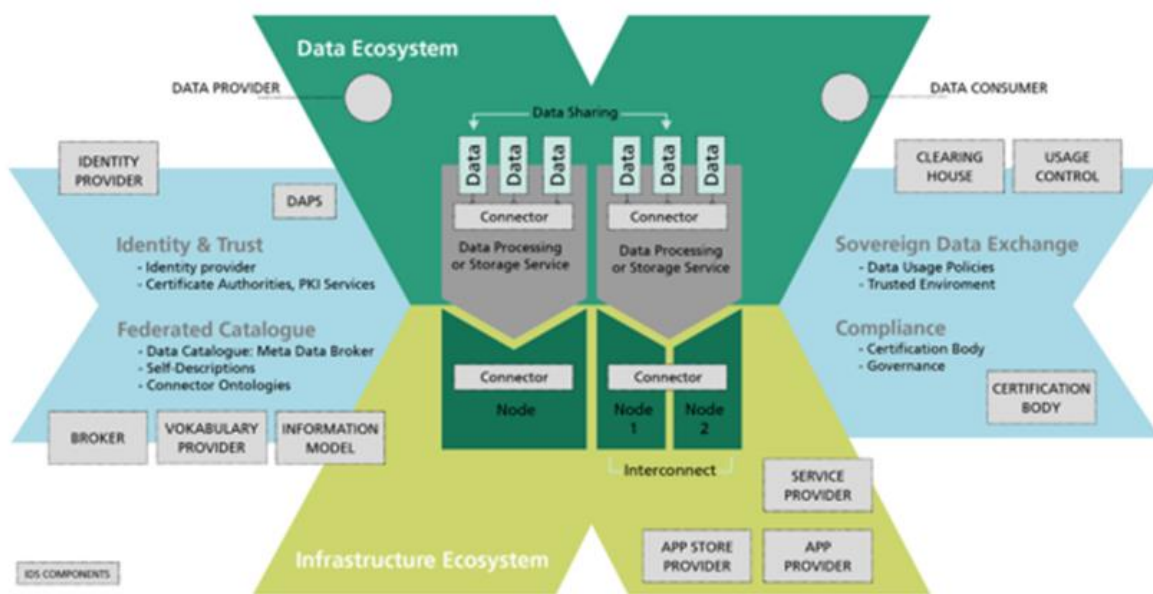 Data Ecosystem
DATA PROVIDER
DATA CONSUMER
Data Sharing
Data
Data
Data
Data
Data
Data
IDENTITY
PROVIDER
DAPS
CLEARING
HOUSE
USAGE
CONTROL
Connector
Connector
Data Processing
or Storage Service
Data Processing
or Storage Service
Identity & Trust
- Identity provider
- Certificate Authorities, PKI Services
Sovereign Data Exchange
- Data Usage Policies
- Trusted Enviroment
Federated Catalogue
- Data Catalogue: Meta Data Broker
- Self-Descriptions
- Connector Ontologies
Compliance
- Certification Body
- Governance
Connector
Connector
Node
Node
1
Node
2
CERTIFICATION
BODY
BROKER
VOKABULARY
PROVIDER
INFORMATION
MODEL
Interconnect
SERVICE
PROVIDER
Infrastructure Ecosystem
APP STORE
PROVIDER
APP
PROVIDER
IDS COMPONENTS